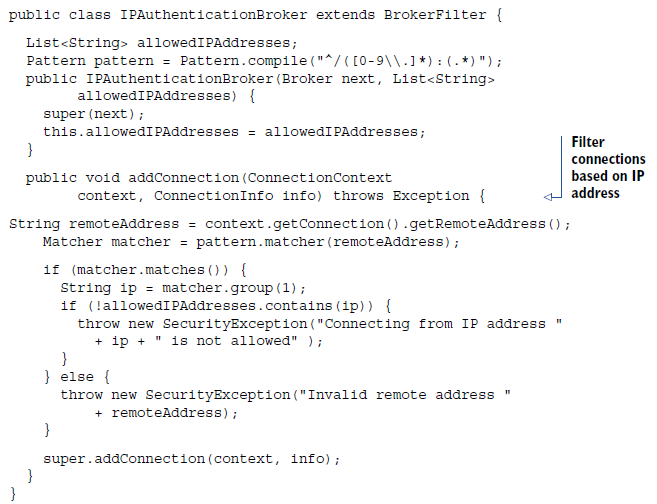 public class IPAuthenticationBroker extends BrokerFilter {
List<String> allowedIPAddresses;
Pattern pattern = Pattern.compile("^/([0-9\\.]*):(.*)");
public IPAuthenticationBroker(Broker next, List<String>
allowedIPAddresses) {
super(next);
this.allowedIPAddresses = allowedIPAddresses;
}
public void addConnection(ConnectionContext
context, ConnectionInfo info) throws Exception {
Filter
connections
based on IP
address
String remoteAddress = context.getConnection().getRemoteAddress();
Matcher matcher = pattern.matcher(remoteAddress);
if (matcher.matches()) {
String ip = matcher.group(1);
if (!allowedIPAddresses.contains(ip)) {
throw new SecurityException("Connecting from IP address "
+ ip + " is not allowed" );
}
} else {
throw new SecurityException("Invalid remote address "
+ remoteAddress);
}
super.addConnection(context, info);
}
}